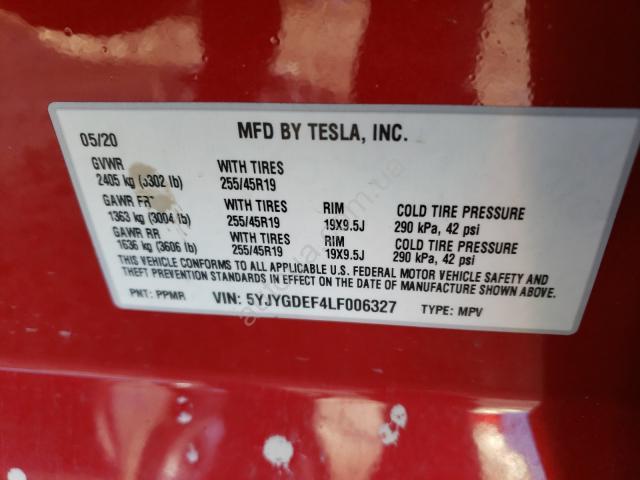 05/20 MFD BY TESLA, INC.
GVWR WITH TIRES
2405 kg (5302 lb) 255/45R19
GAWR FRT WITH TIRES RIM COLD TIRE PRESSURE
1363 kg (3004 lb) 255/45R19 19X9.5J 290 kPa, 42 psi
GAWR RR WITH TIRES RIM COLD TIRE PRESSURE
1636 kg (3606 lb) 255/45R19 19X9.5J 290 kPa, 42 psi
THIS VEHICLE CONFORMS TO ALL APPLICABLE U.S. FEDERAL MOTOR VEHICLE SAFETY AND
THEFT PREVENTION STANDARDS IN EFFECT ON DATE OF MANUFACTURE SHOWN ABOVE.
PNT: PPMR VIN: 5YJYGDEF4LF006327 TYPE: MPV